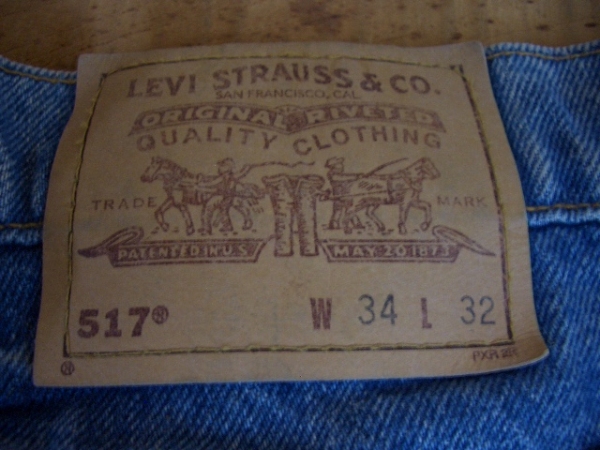 LEVI STRAUSS & CO.
SAN FRANCISCO, CAL.
ORIGINAL RIVETED
QUALITY CLOTHING
TRADE MARK
PATENTED IN U.S. MAY 20 1873
517® W 34 L 32
®